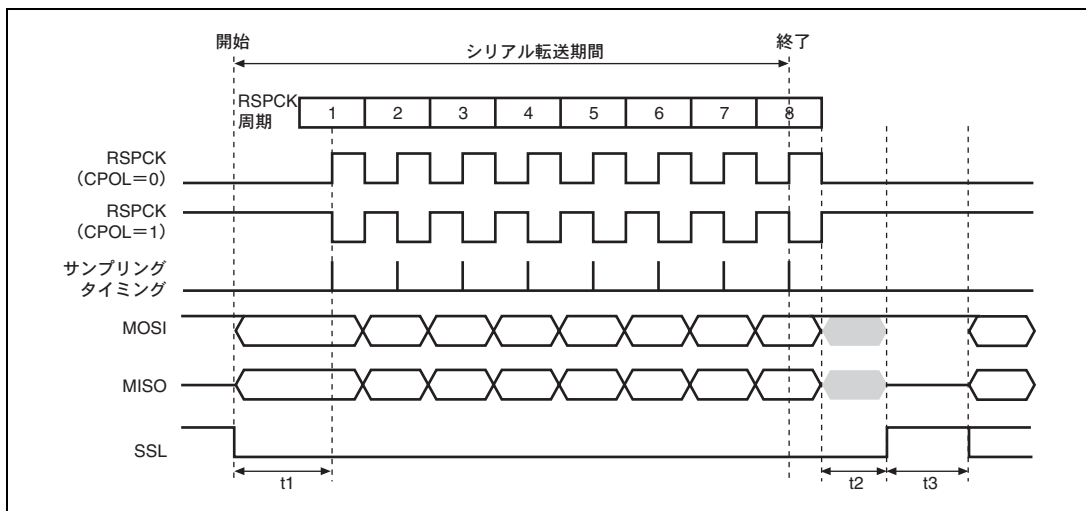 開始
終了
シリアル転送期間
RSPCK
周期
1 2 3 4 5 6 7 8
RSPCK
（CPOL＝0）
RSPCK
（CPOL＝1）
サンプリング
タイミング
MOSI
MISO
SSL
t1
t2
t3